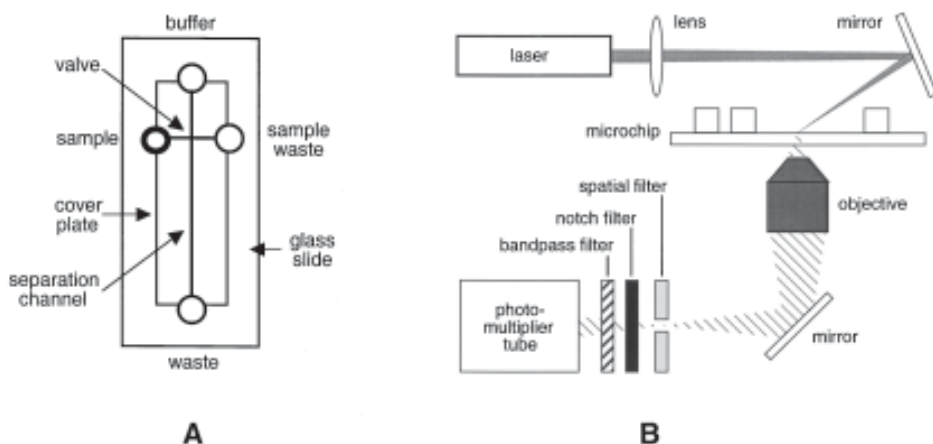 buffer
valve
sample
sample
waste
cover
plate
glass
slide
separation
channel
waste
A
lens
mirror
laser
microchip
spatial filter
objective
notch filter
bandpass filter
photo-
multiplier
tube
mirror
B